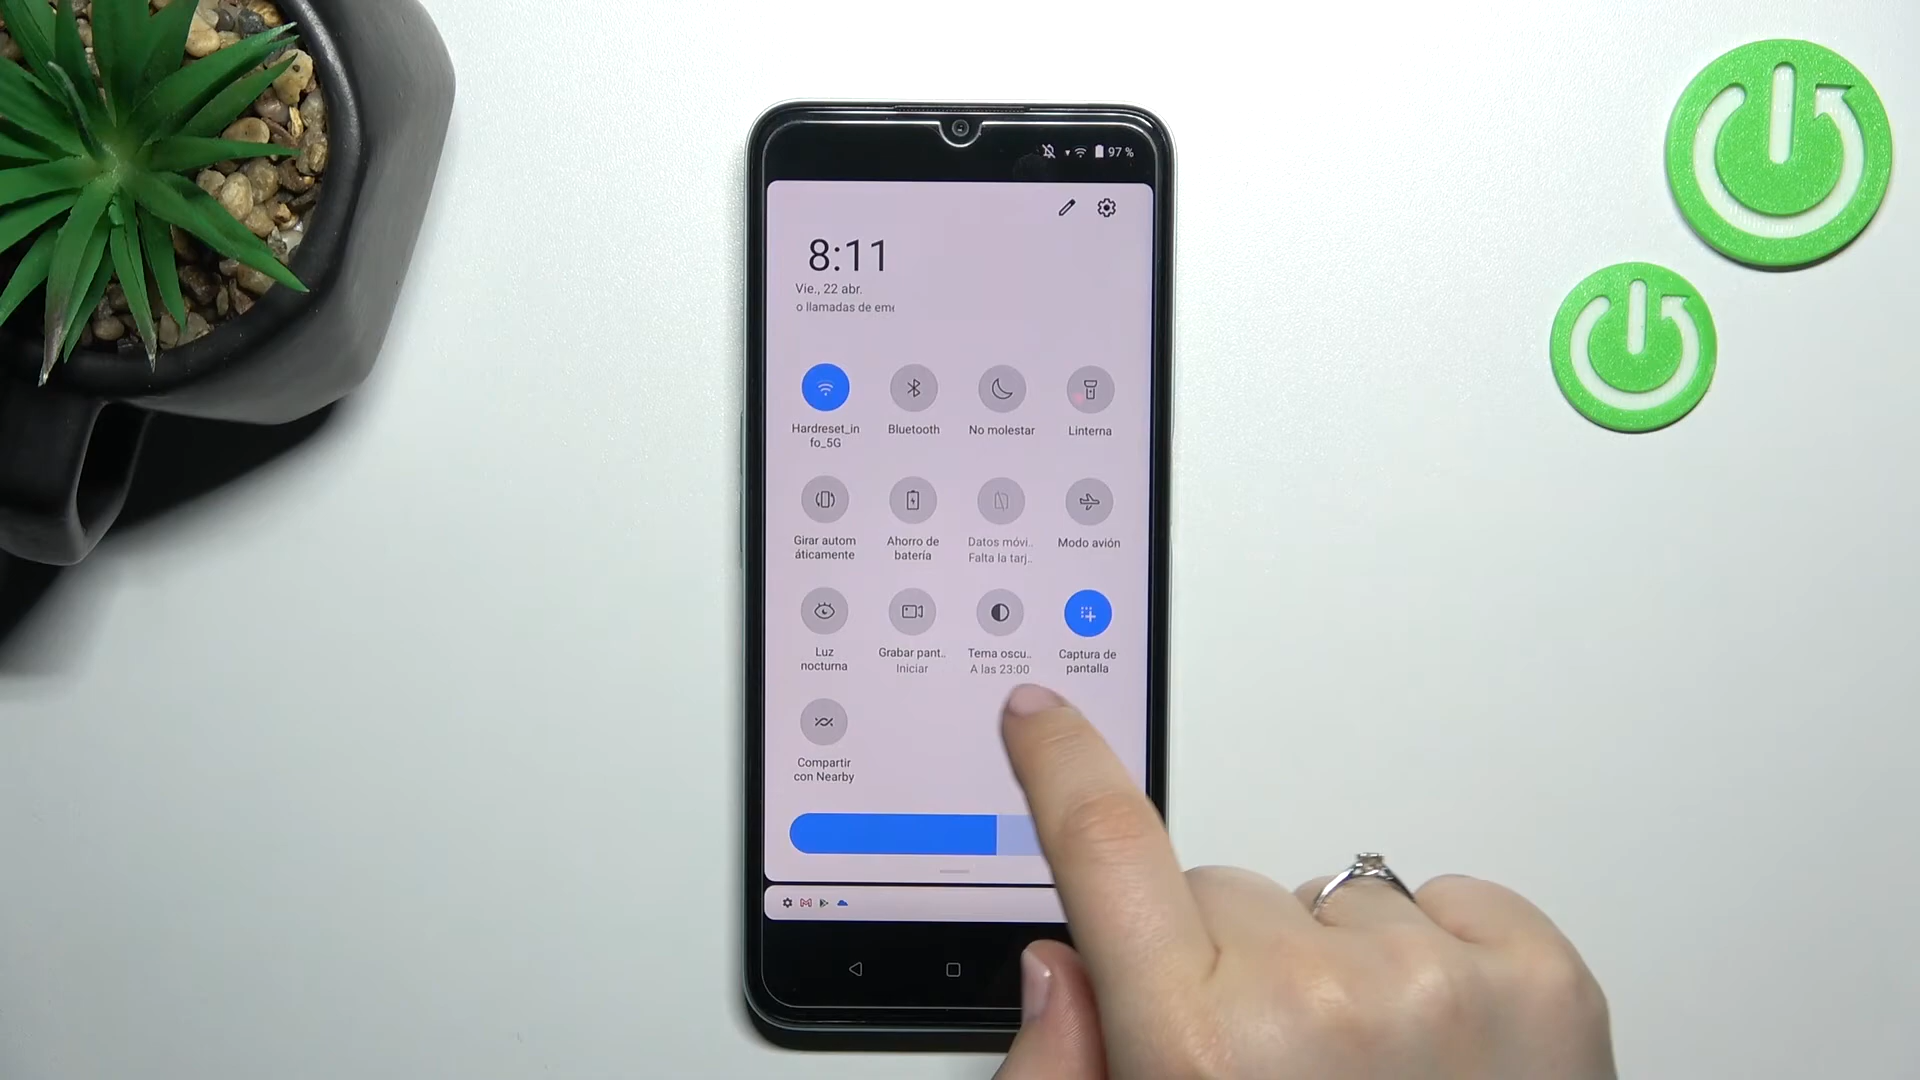 97 %
8:11
Vie., 22 abr.
o llamadas de eme
Hardreset_in
fo_5G
Bluetooth
No molestar
Linterna
Girar autom
áticamente
Ahorro de
batería
Datos móvi..
Falta la tarj..
Modo avión
Luz
nocturna
Grabar pant..
Iniciar
Tema oscu..
A las 23:00
Captura de
pantalla
Compartir
con Nearby